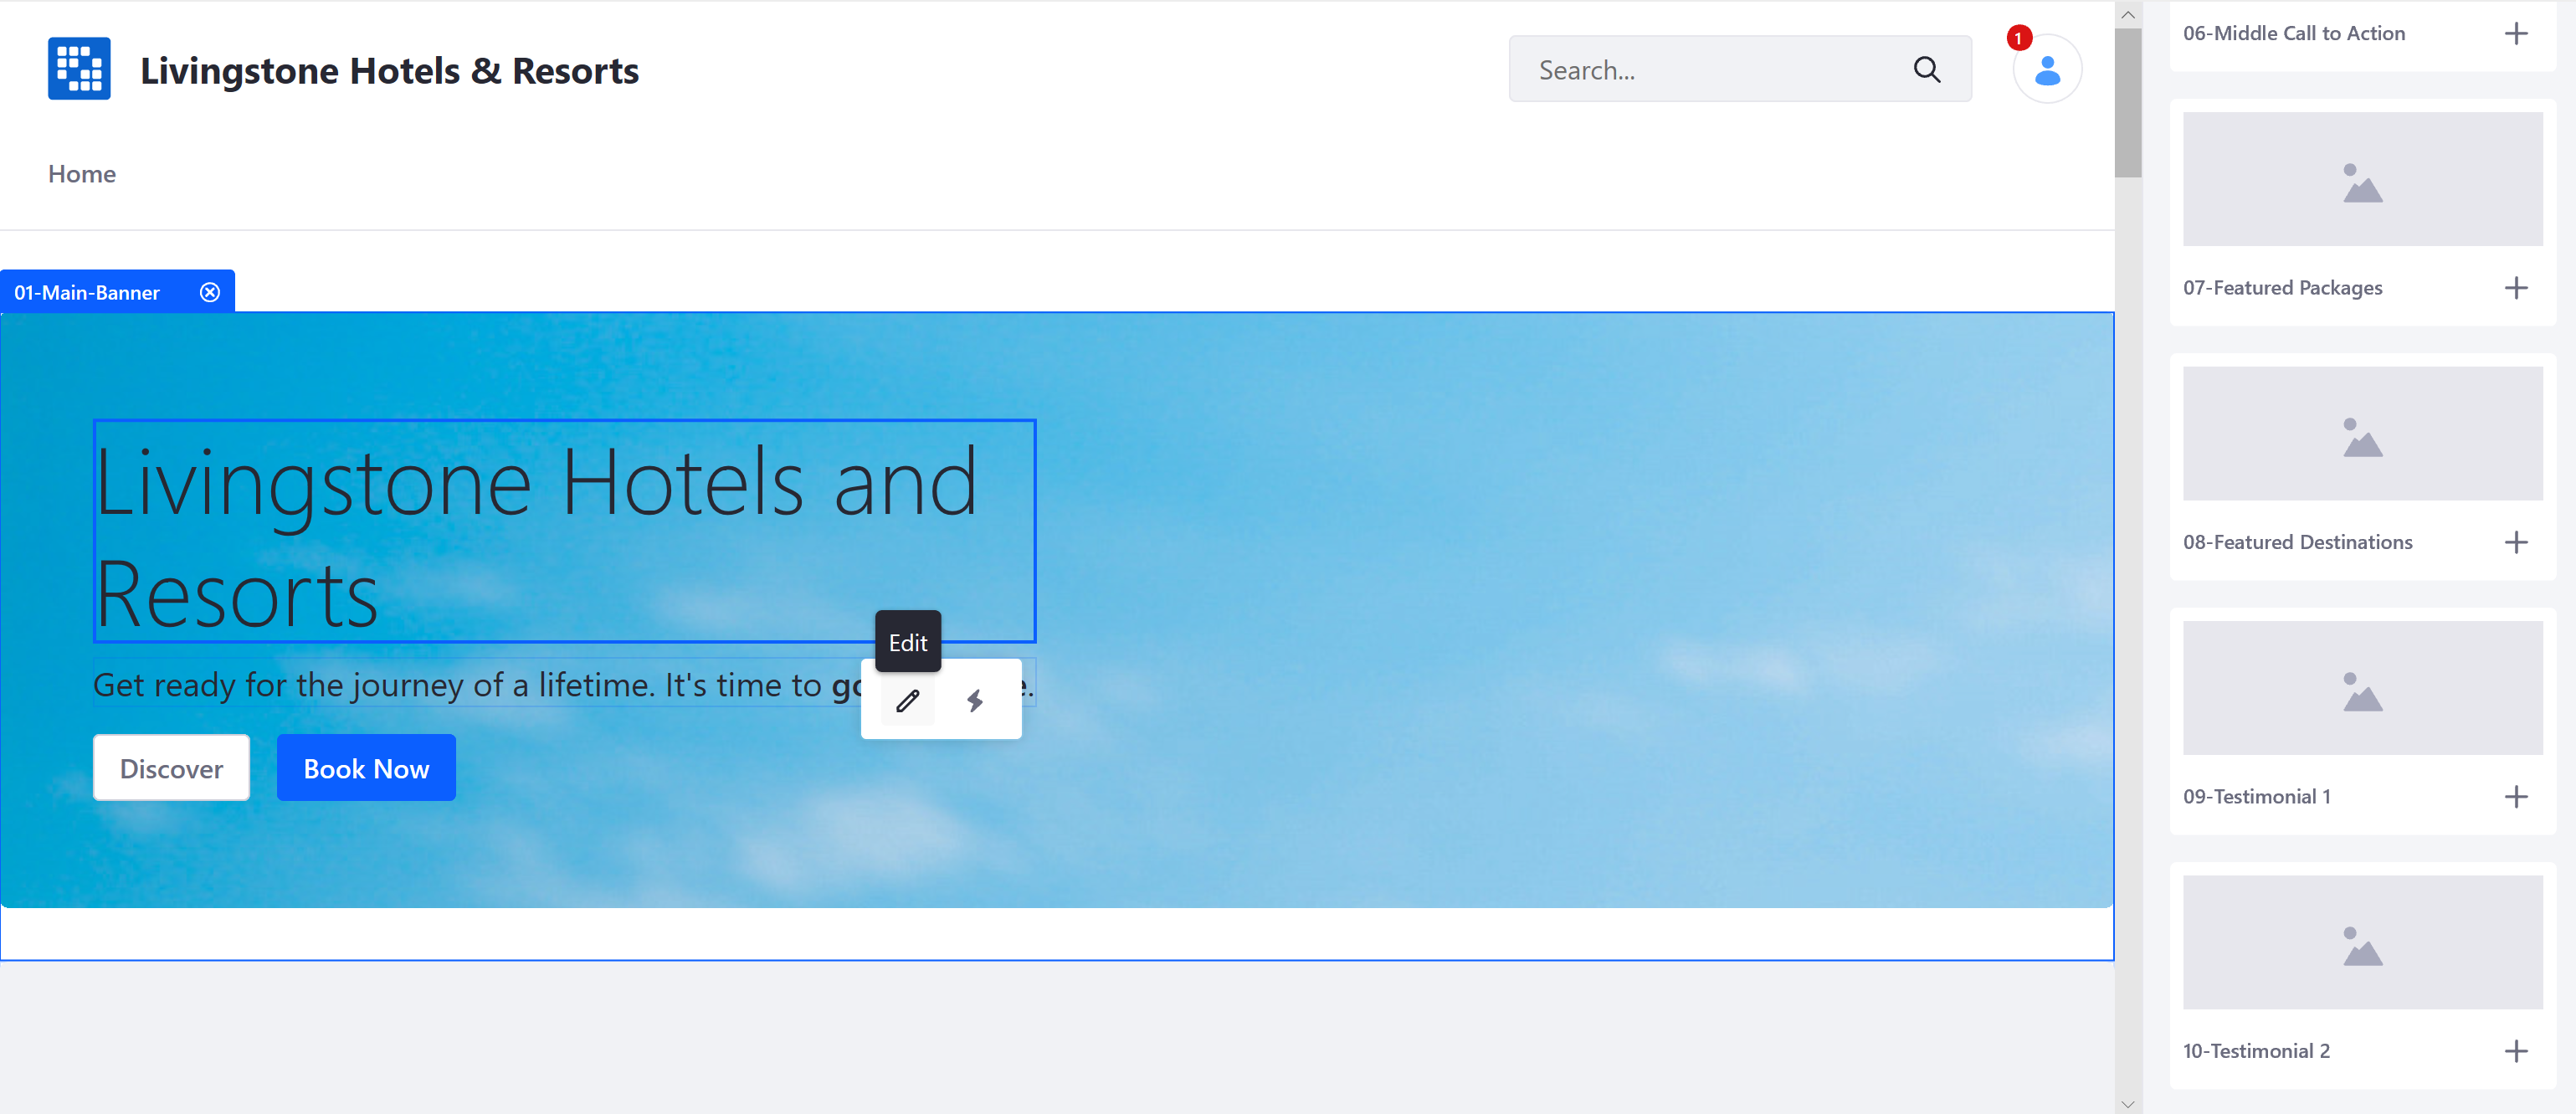 Livingstone Hotels & Resorts
Search...
1
Home
01-Main-Banner
Livingstone Hotels and
Resorts
Edit
Get ready for the journey of a lifetime. It's time to
Discover
Book Now
06-Middle Call to Action
07-Featured Packages
08-Featured Destinations
09-Testimonial 1
10-Testimonial 2